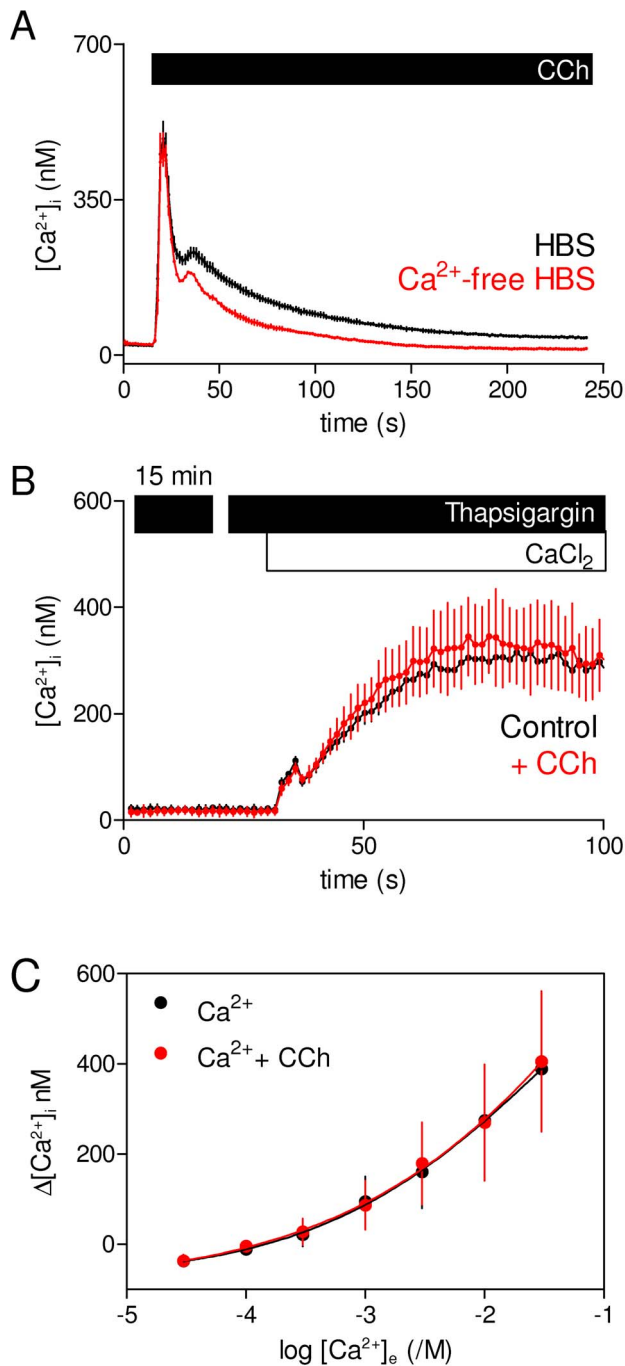 A
700
350
0
[Ca²⁺]ᵢ (nM)
CCh
HBS
Ca²⁺-free HBS
0 50 100 150 200 250
time (s)
B
15 min
600
400
200
0
[Ca²⁺]ᵢ (nM)
Thapsigargin
CaCl₂
Control
+ CCh
0 50 100
time (s)
C
600
400
200
0
Δ[Ca²⁺]ᵢ nM
Ca²⁺
Ca²⁺ + CCh
-5 -4 -3 -2 -1
log [Ca²⁺]ₑ (/M)